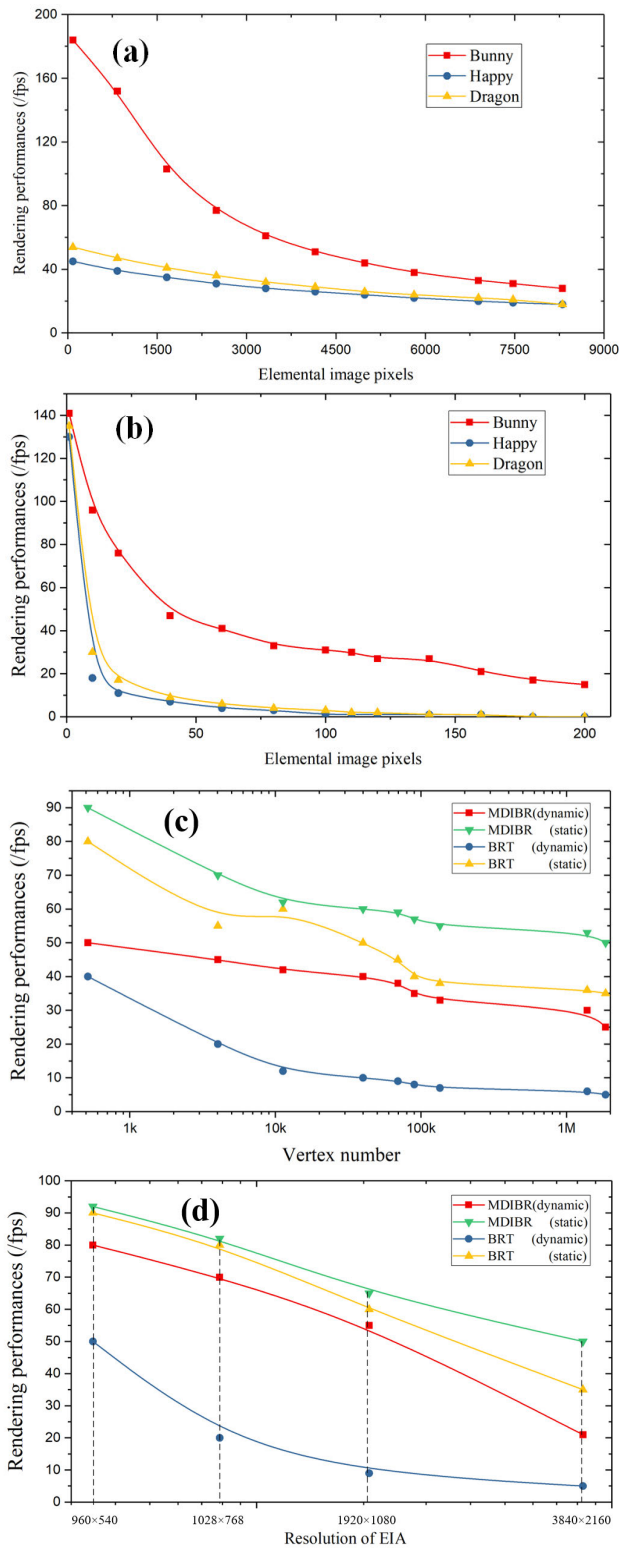 (a)
Bunny
Happy
Dragon
Rendering performances (/fps)
200
160
120
80
40
0
0 1500 3000 4500 6000 7500 9000
Elemental image pixels
(b)
Bunny
Happy
Dragon
Rendering performances (/fps)
140
120
100
80
60
40
20
0
0 50 100 150 200
Elemental image pixels
(c)
MDIBR(dynamic)
MDIBR (static)
BRT (dynamic)
BRT (static)
Rendering performances (/fps)
90
80
70
60
50
40
30
20
10
0
1k 10k 100k 1M
Vertex number
(d)
MDIBR(dynamic)
MDIBR (static)
BRT (dynamic)
BRT (static)
Rendering performances (/fps)
100
90
80
70
60
50
40
30
20
10
0
960×540 1028×768 1920×1080 3840×2160
Resolution of EIA